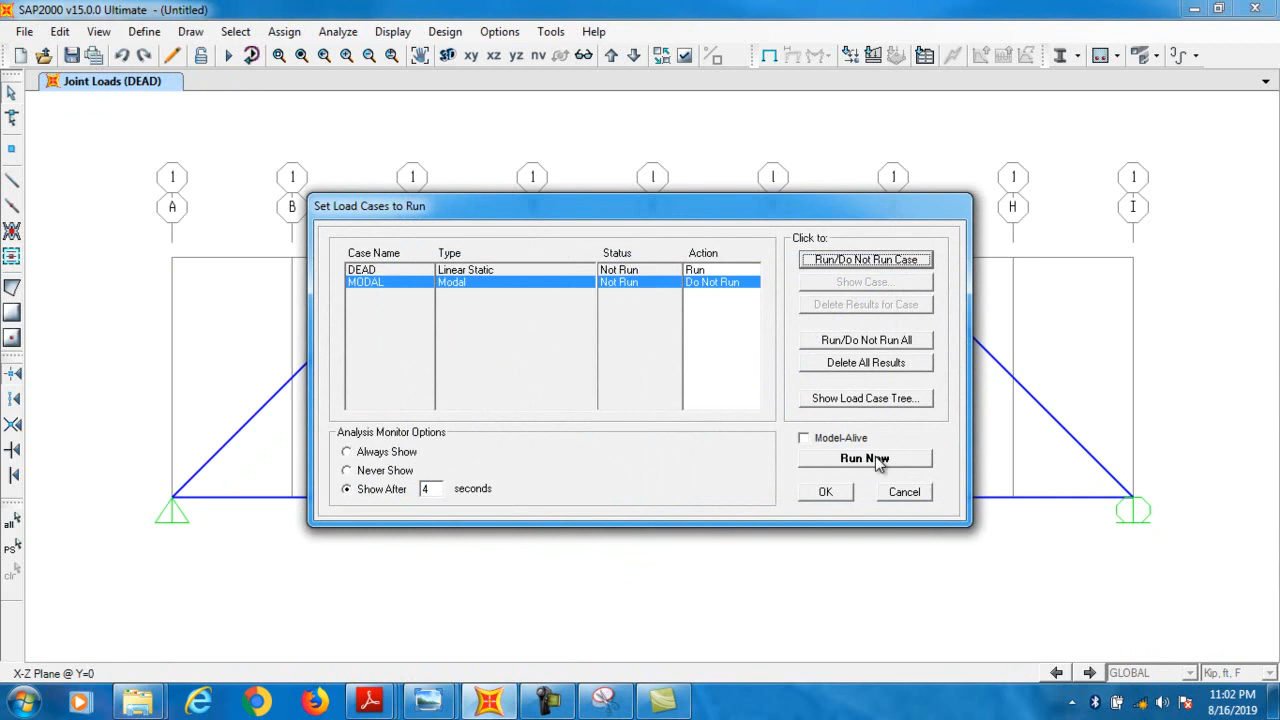 SAP2000 v15.0.0 Ultimate - (Untitled)
File Edit View Define Draw Select Assign Analyze Display Design Options Tools Help
3D xy xz yz nv
Joint Loads (DEAD)
1 1 1 1 1 1 1 1 1
A B H I
Set Load Cases to Run
Click to:
Case Name Type Status Action
DEAD Linear Static Not Run Run
MODAL Modal Not Run Do Not Run
Run/Do Not Run Case
Show Case...
Delete Results for Case
Run/Do Not Run All
Delete All Results
Show Load Case Tree...
Analysis Monitor Options
Always Show
Never Show
Show After 4 seconds
Model-Alive
Run Now
OK Cancel
all
PS
clr
X-Z Plane @ Y=0 GLOBAL Kip, ft, F
11:02 PM
8/16/2019